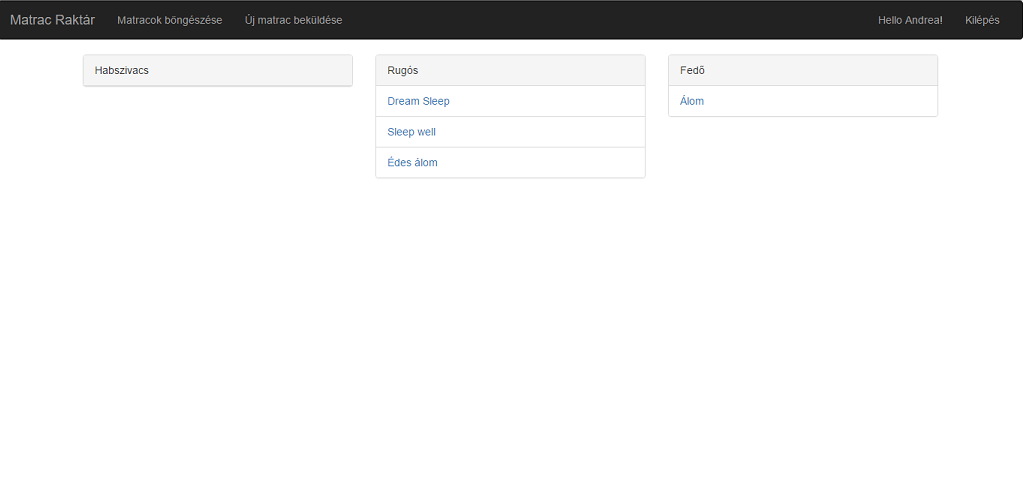 Matrac Raktár Matracok böngészése Új matrac beküldése Hello Andrea! Kilépés
Habszivacs
Rugós
Dream Sleep
Sleep well
Édes álom
Fedő
Álom